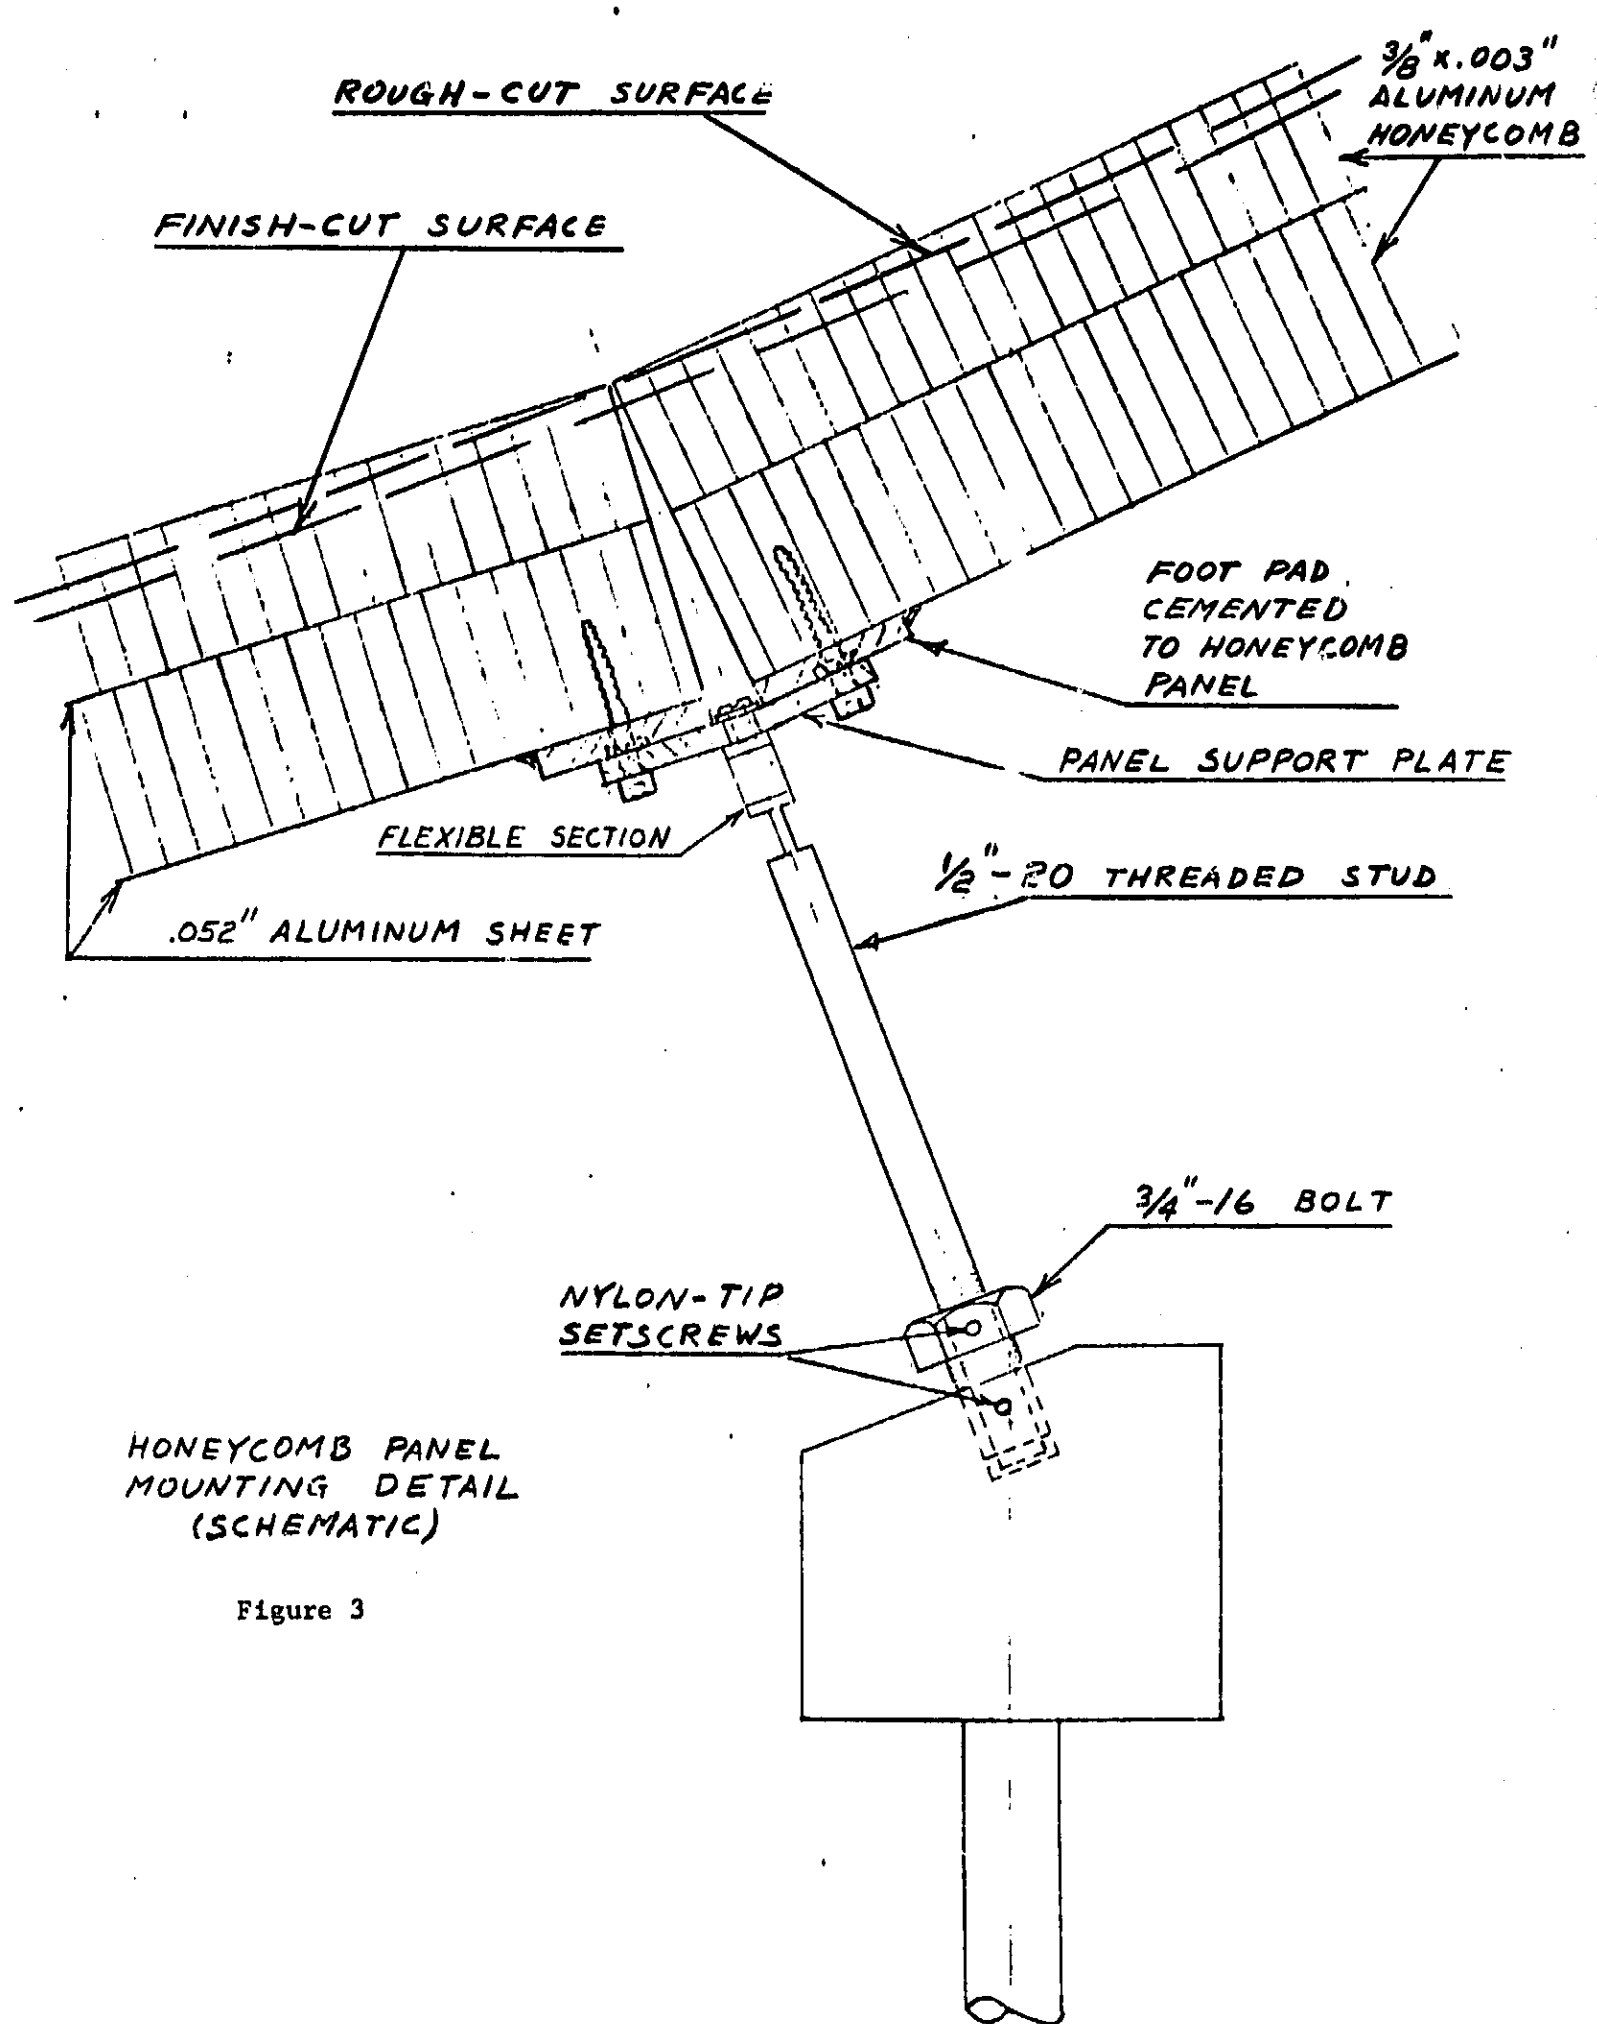 ROUGH-CUT SURFACE
3/8" x .003"
ALUMINUM
HONEYCOMB
FINISH-CUT SURFACE
FOOT PAD
CEMENTED
TO HONEYCOMB
PANEL
PANEL SUPPORT PLATE
FLEXIBLE SECTION
1/2"-20 THREADED STUD
.052" ALUMINUM SHEET
3/4"-16 BOLT
NYLON-TIP
SETSCREWS
HONEYCOMB PANEL
MOUNTING DETAIL
(SCHEMATIC)
Figure 3